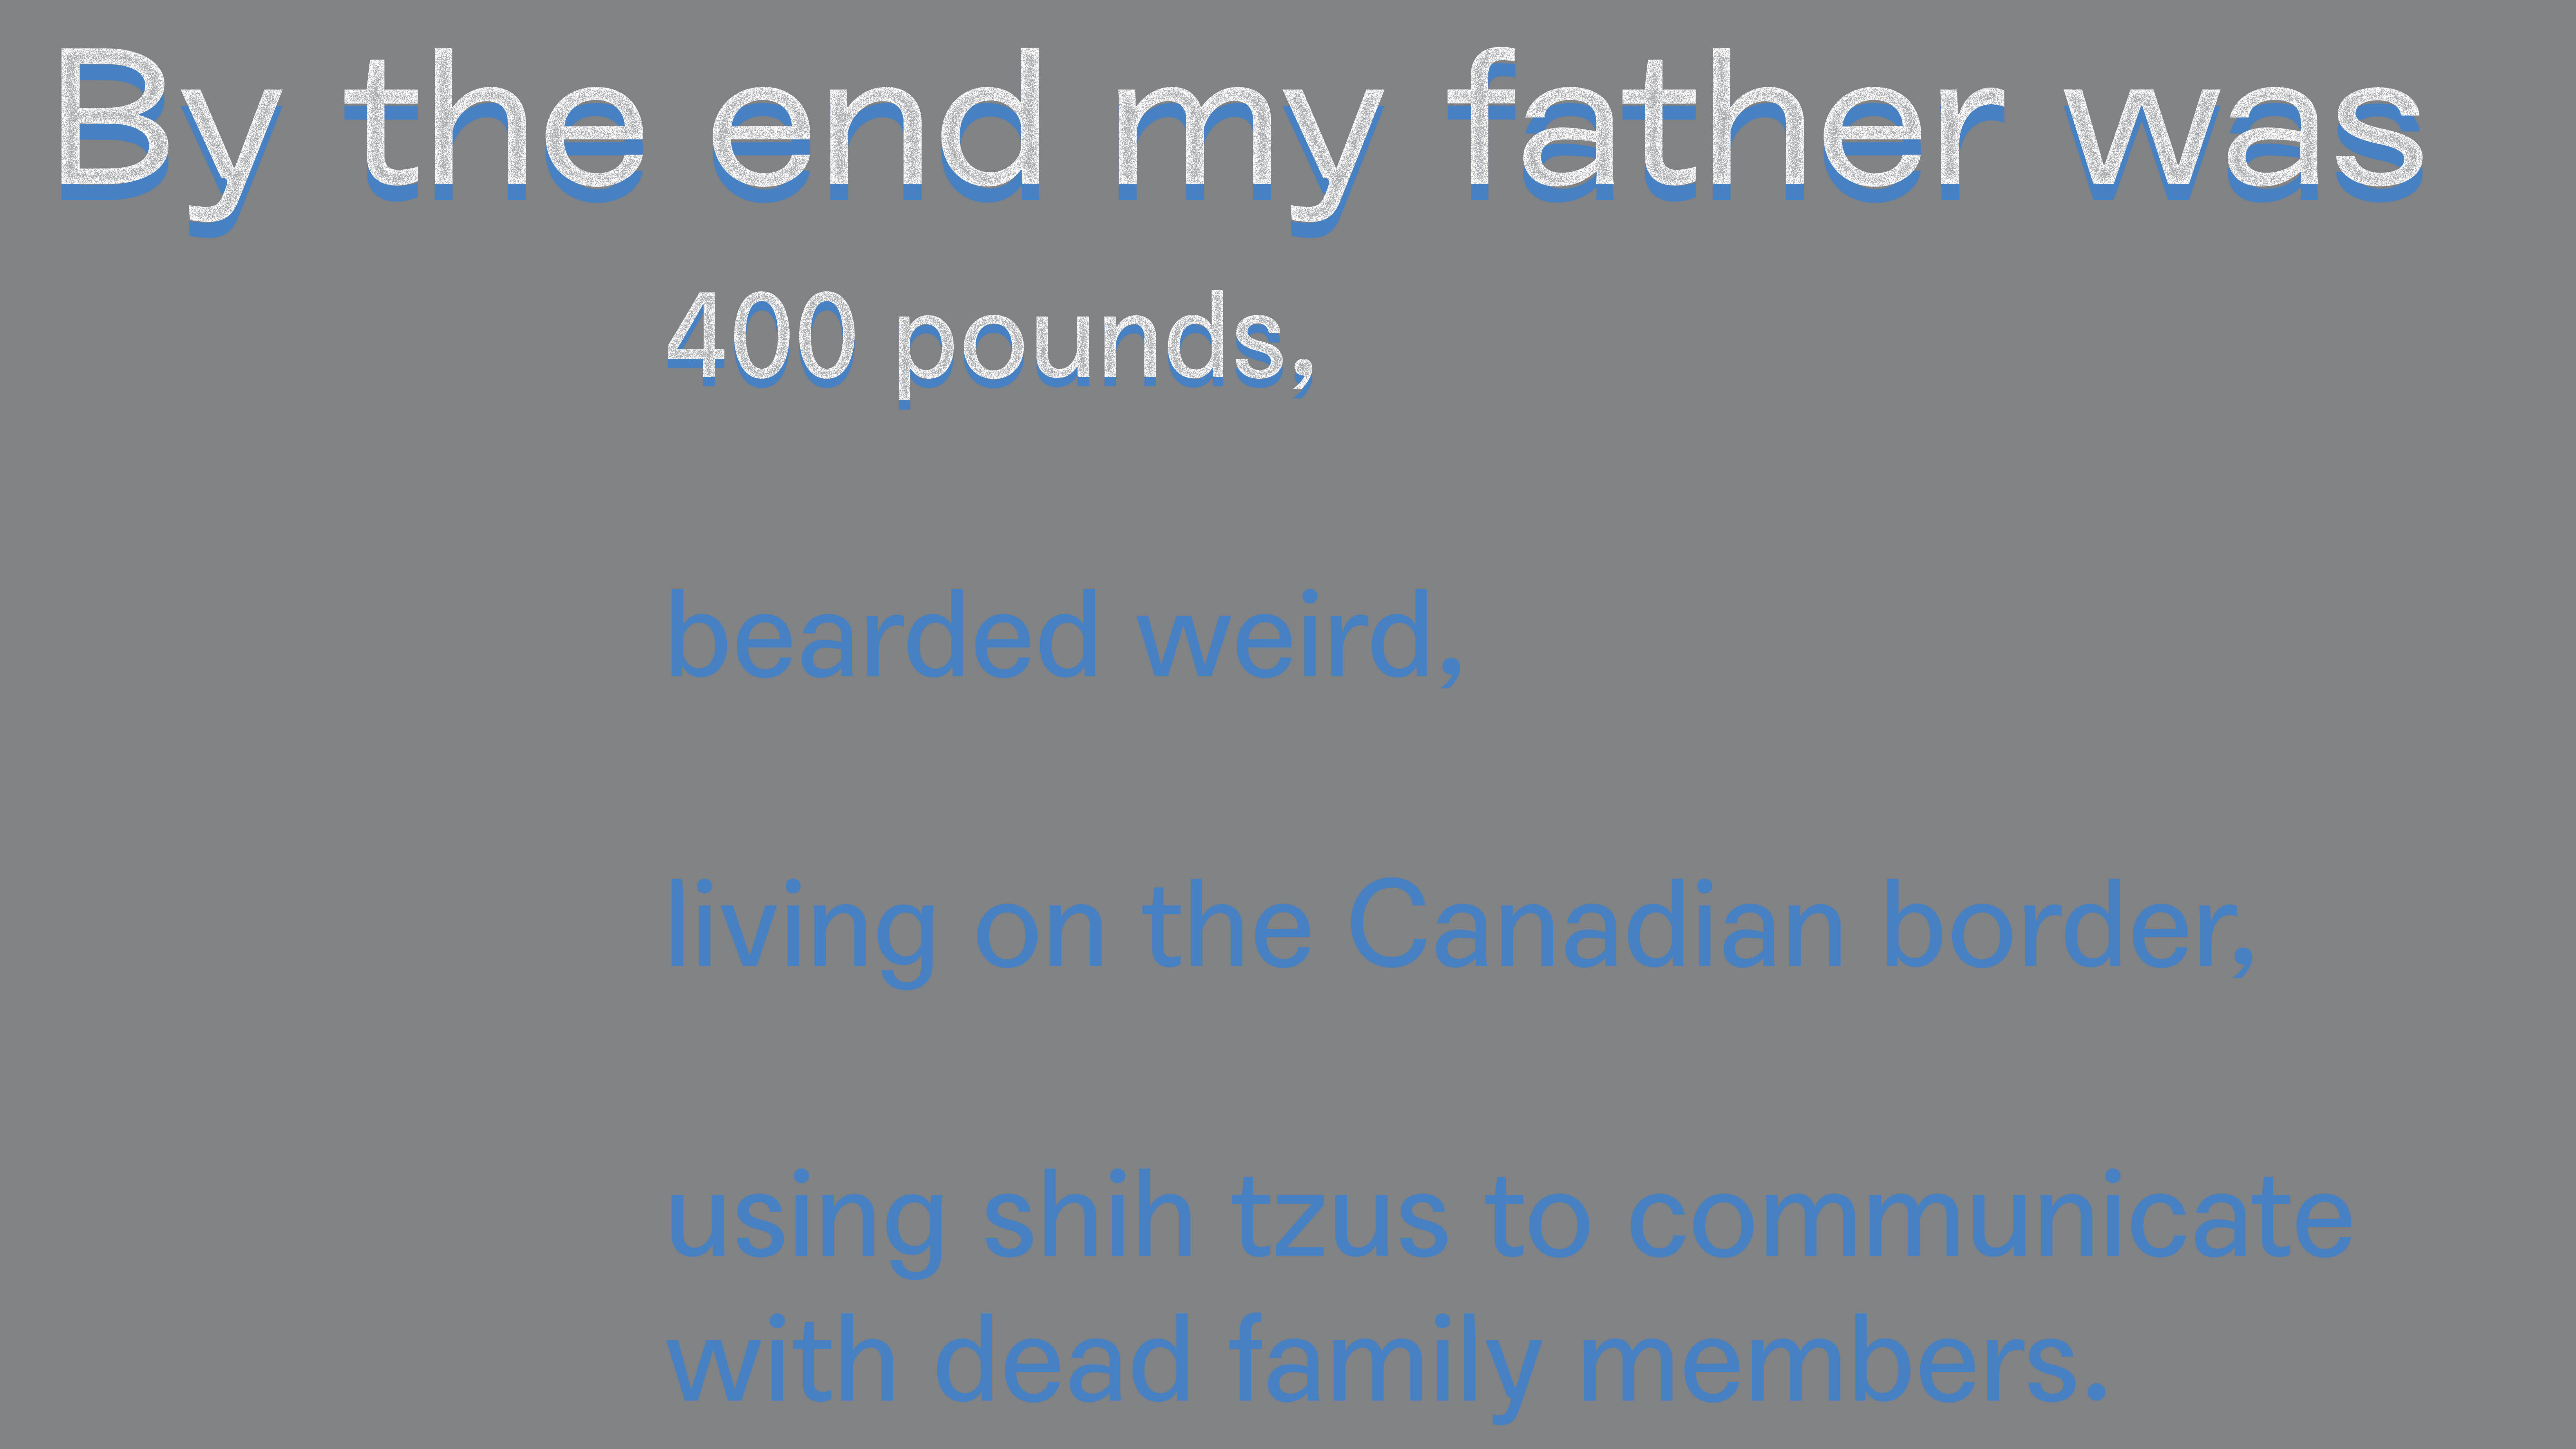 By the end my father was
400 pounds,
bearded weird,
living on the Canadian border,
using shih tzus to communicate
with dead family members.